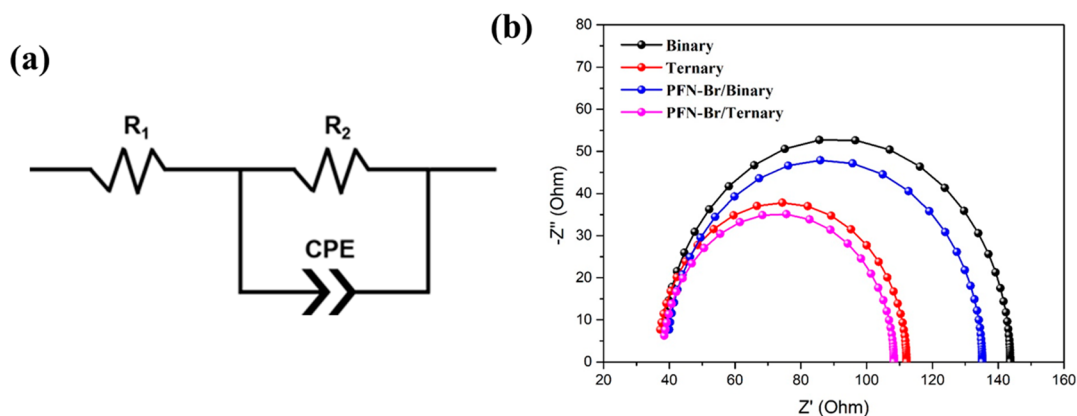 (a)
R1
R2
CPE
(b)
Binary
Ternary
PFN-Br/Binary
PFN-Br/Ternary
-Z'' (Ohm)
80
70
60
50
40
30
20
10
0
20 40 60 80 100 120 140 160
Z' (Ohm)